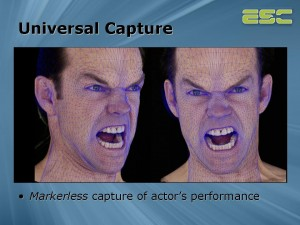 ESC
Universal Capture
• Markerless capture of actor's performance